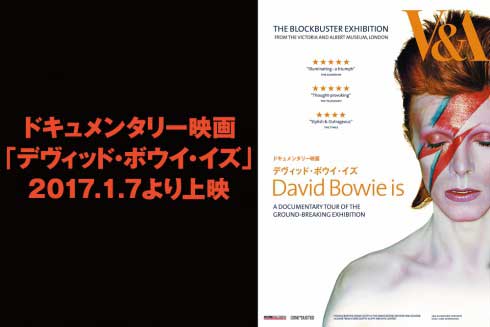 ドキュメンタリー映画
「デヴィッド・ボウイ・イズ」
2017.1.7より上映
THE BLOCKBUSTER EXHIBITION
FROM THE VICTORIA AND ALBERT MUSEUM, LONDON
V&A
★★★★★
"Illuminating - a triumph"
★★★★★
"Thought-provoking"
★★★★
"Stylish & Outrageous"
THE TIMES
ドキュメンタリー映画
デヴィッド・ボウイ・イズ
David Bowie is
A DOCUMENTARY TOUR OF THE
GROUND-BREAKING EXHIBITION